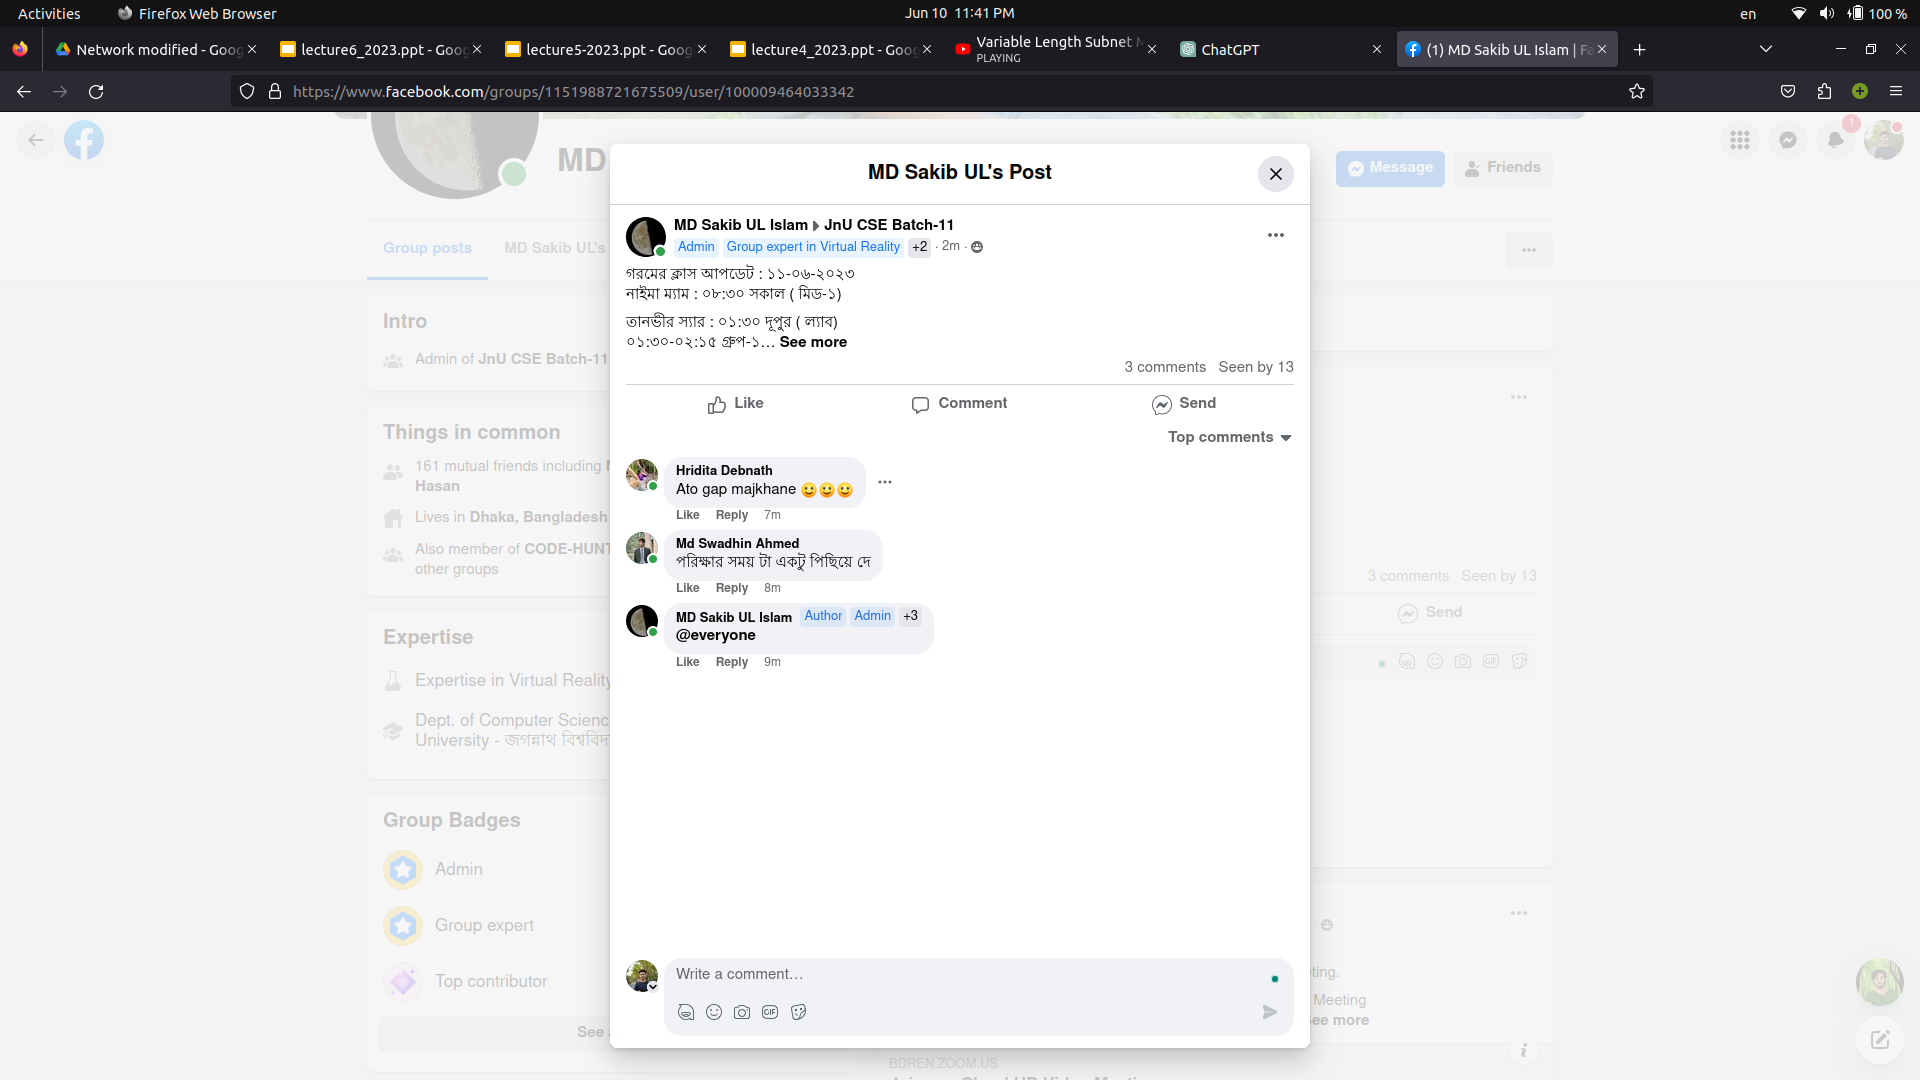 Activities
Firefox Web Browser
Jun 10 11:41 PM
en
100 %
Network modified - Goog
lecture6_2023.ppt - Goog
lecture5-2023.ppt - Goog
lecture4_2023.ppt - Goog
Variable Length Subnet M
PLAYING
ChatGPT
(1) MD Sakib UL Islam | Fa
https://www.facebook.com/groups/1151988721675509/user/100009464033342
1
MD
Message
Friends
Group posts
MD Sakib UL's
Intro
Admin of JnU CSE Batch-11
Things in common
161 mutual friends including
Hasan
Lives in Dhaka, Bangladesh
Also member of CODE-HUNT
other groups
Expertise
Expertise in Virtual Reality
Dept. of Computer Scienc
University - জগন্নাথ
Group Badges
Admin
Group expert
Top contributor
See
MD Sakib UL's Post
MD Sakib UL Islam JnU CSE Batch-11
Admin Group expert in Virtual Reality +2 · 2m ·
গরমের ক্লাস আপডেট : ১১-০৬-২০২৩
নাইমা ম্যাম : ০৮:৩০ সকাল ( মিড-১)
তানভীর স্যার : ০১:৩০ দূপুর ( ল্যাব)
০১:৩০-০২:১৫ গ্রুপ-১... See more
3 comments Seen by 13
Like
Comment
Send
Top comments
Hridita Debnath
Ato gap majkhane
Like Reply 7m
Md Swadhin Ahmed
পরিক্ষার সময় টা একটু পিছিয়ে দে
Like Reply 8m
MD Sakib UL Islam Author Admin +3
@everyone
Like Reply 9m
Write a comment...
GIF
3 comments Seen by 13
Send
GIF
ting.
Meeting
See more
BDREN.ZOOM.US